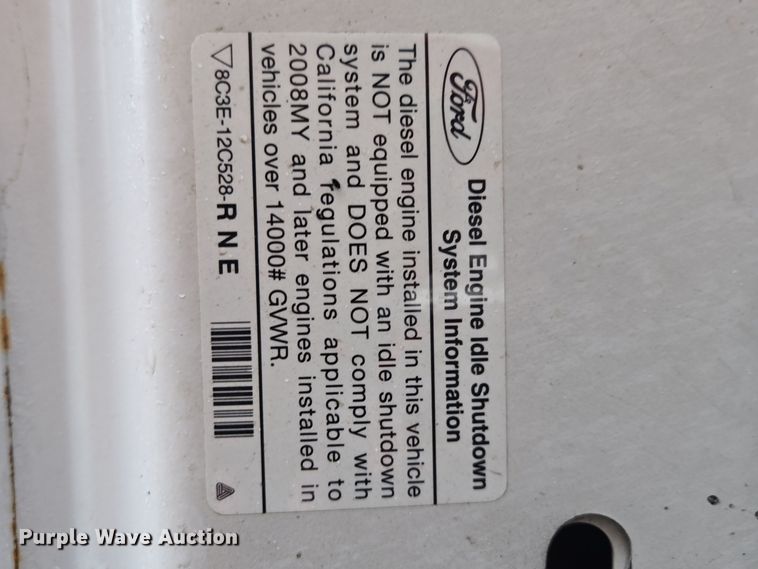 Ford
Diesel Engine Idle Shutdown
System Information
The diesel engine installed in this vehicle
is NOT equipped with an idle shutdown
system and DOES NOT comply with
California regulations applicable to
2008MY and later engines installed in
vehicles over 14000# GVWR.
▽8C3E-12C528-R N E
Purple Wave Auction